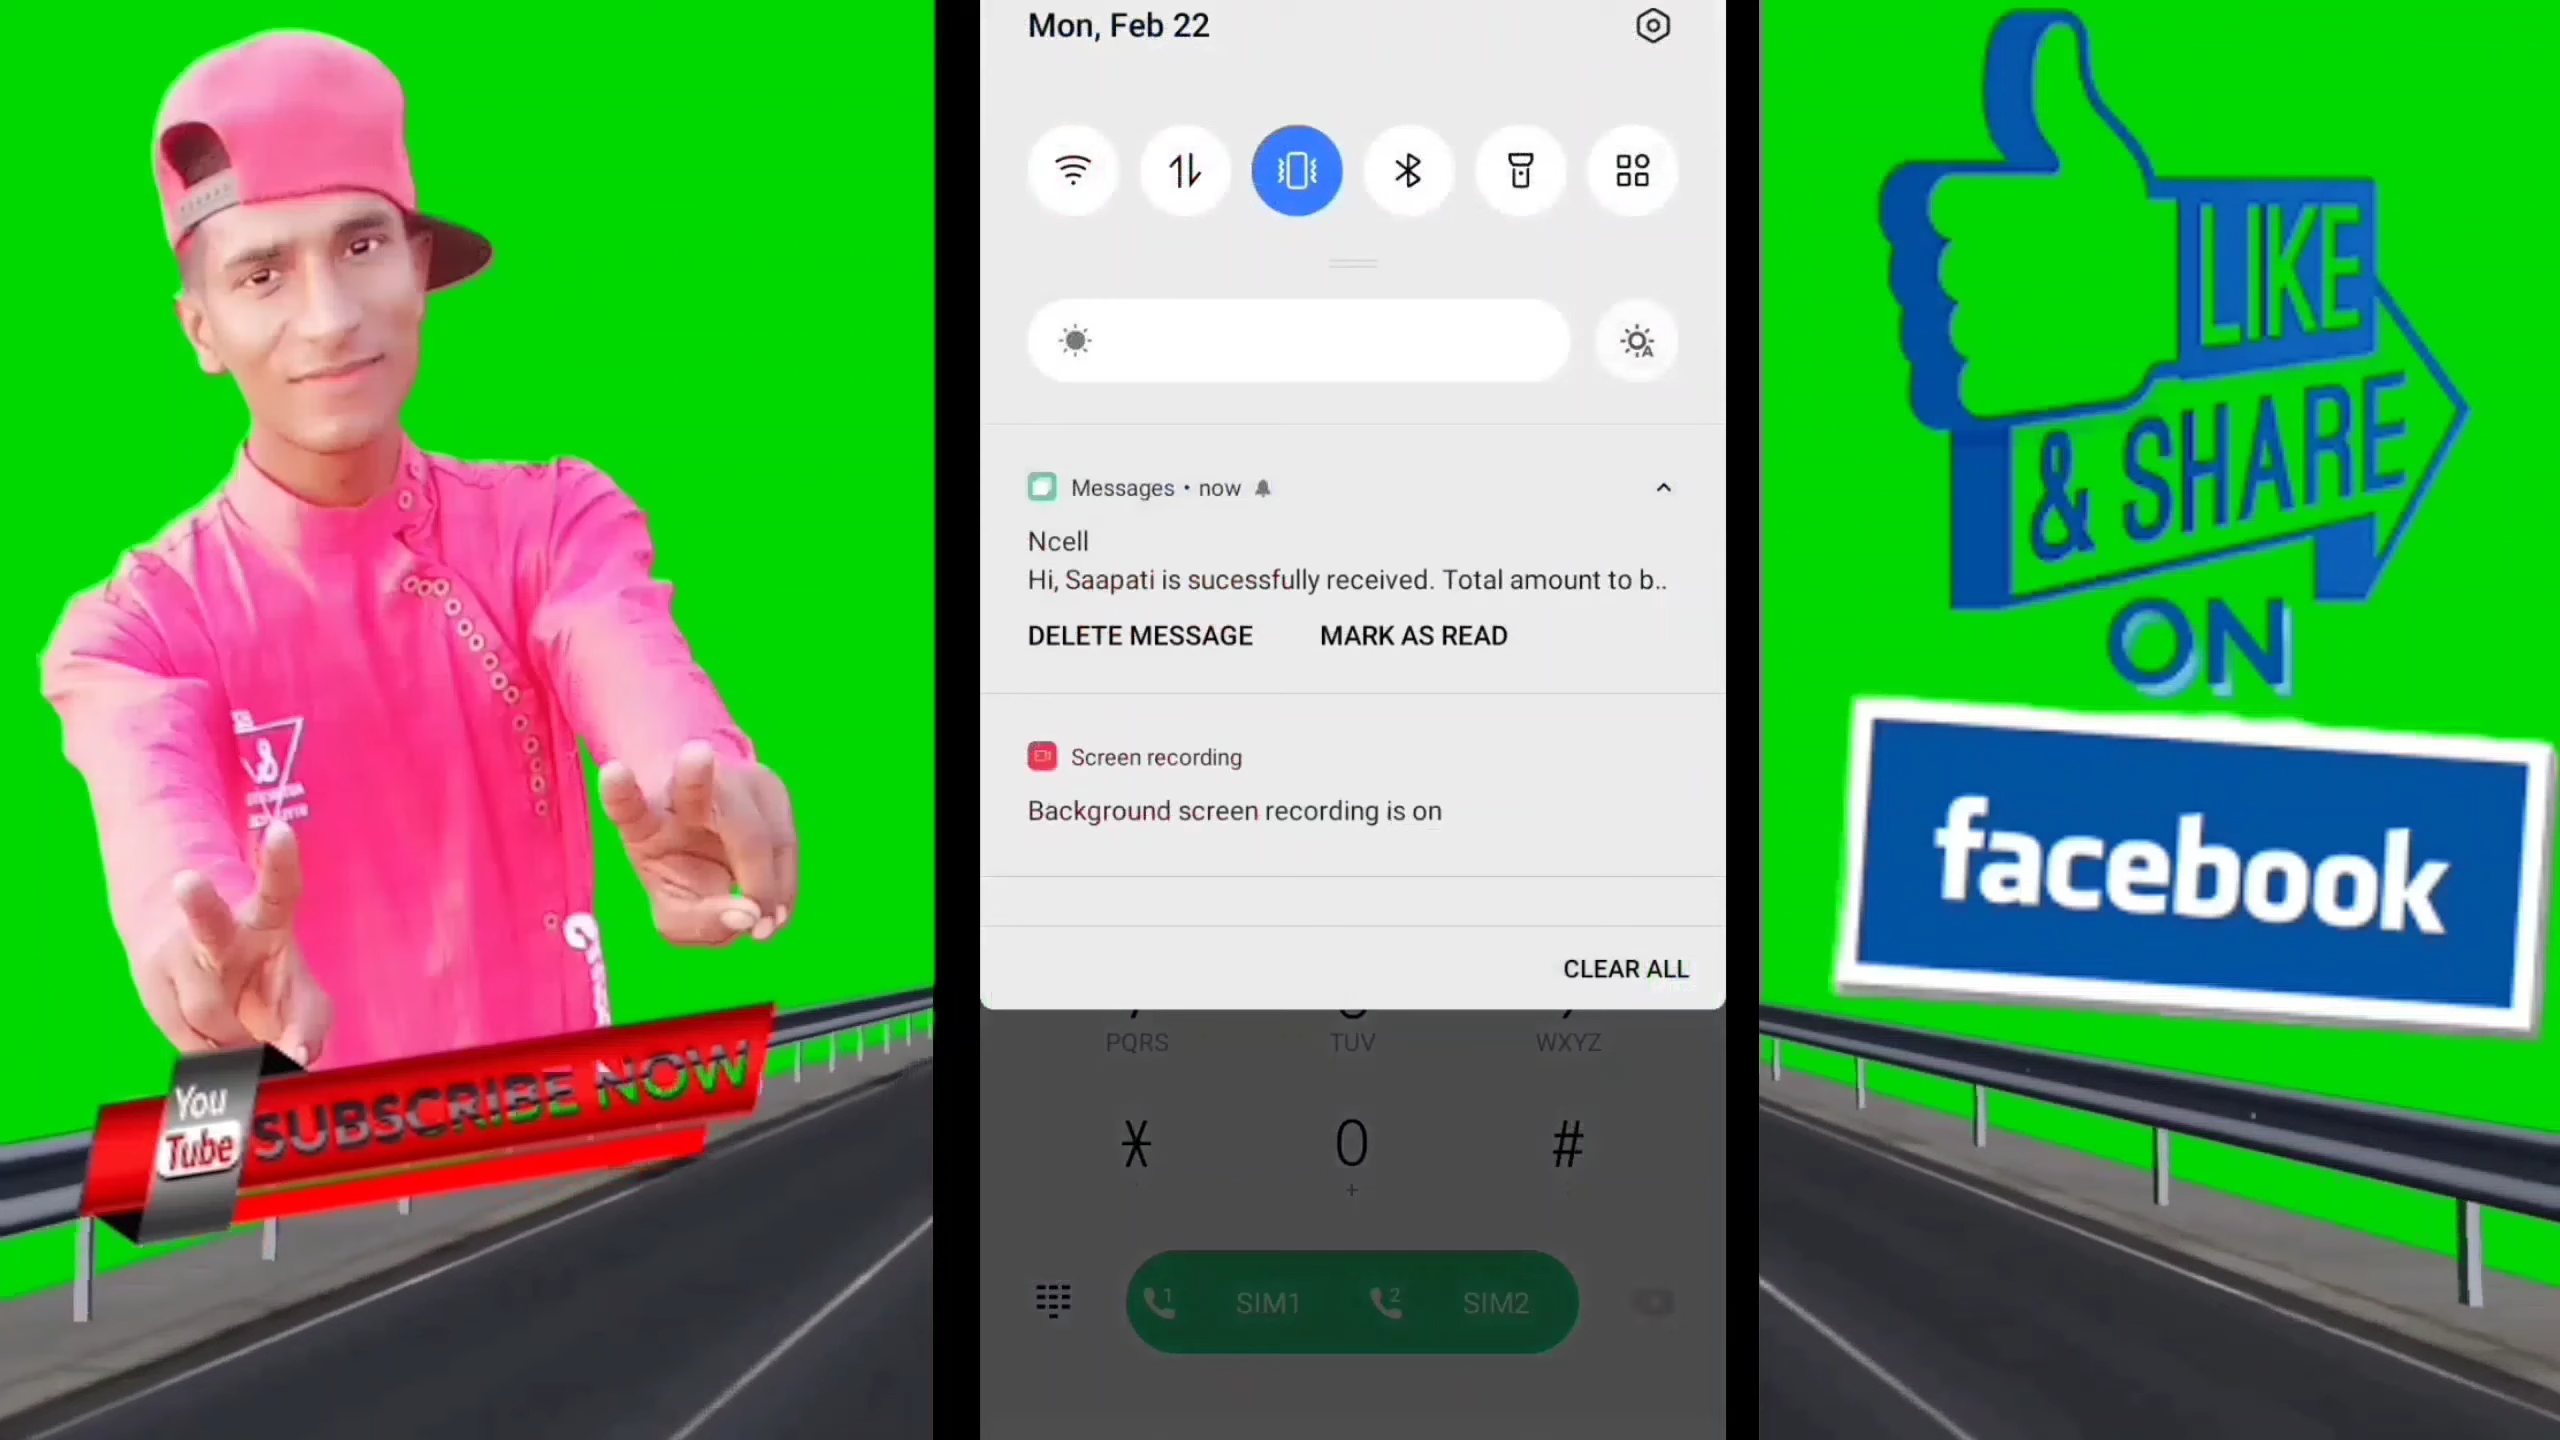 Mon, Feb 22
Messages • now
Ncell
Hi, Saapati is sucessfully received. Total amount to b..
DELETE MESSAGE
MARK AS READ
Screen recording
Background screen recording is on
CLEAR ALL
PQRS
TUV
WXYZ
* 0 #
+
1 SIM1
2 SIM2
You
Tube
SUBSCRIBE NOW
LIKE
& SHARE
ON
facebook